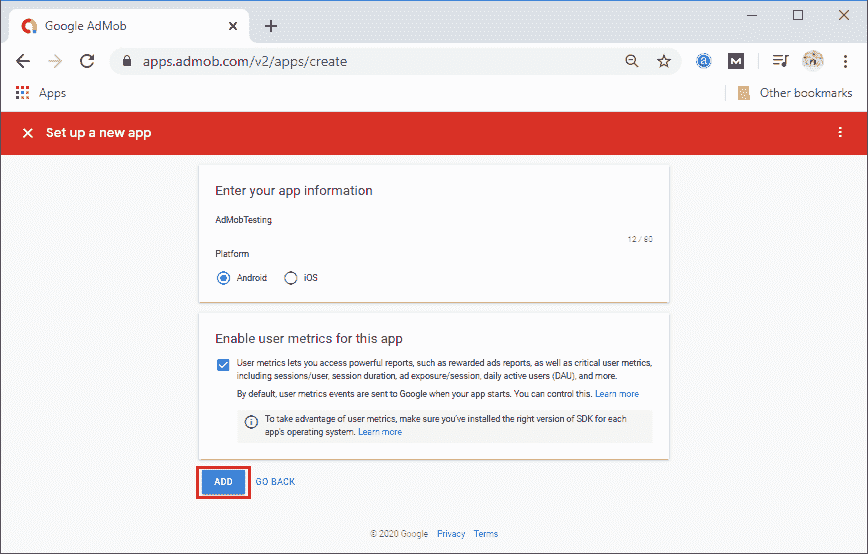 Google AdMob
apps.admob.com/v2/apps/create
Apps
Other bookmarks
Set up a new app
Enter your app information
AdMobTesting
12 / 80
Platform
Android
iOS
Enable user metrics for this app
User metrics lets you access powerful reports, such as rewarded ads reports, as well as critical user metrics,
including sessions/user, session duration, ad exposure/session, daily active users (DAU), and more.
By default, user metrics events are sent to Google when your app starts. You can control this. Learn more
To take advantage of user metrics, make sure you've installed the right version of SDK for each
app's operating system. Learn more
ADD
GO BACK
© 2020 Google Privacy Terms